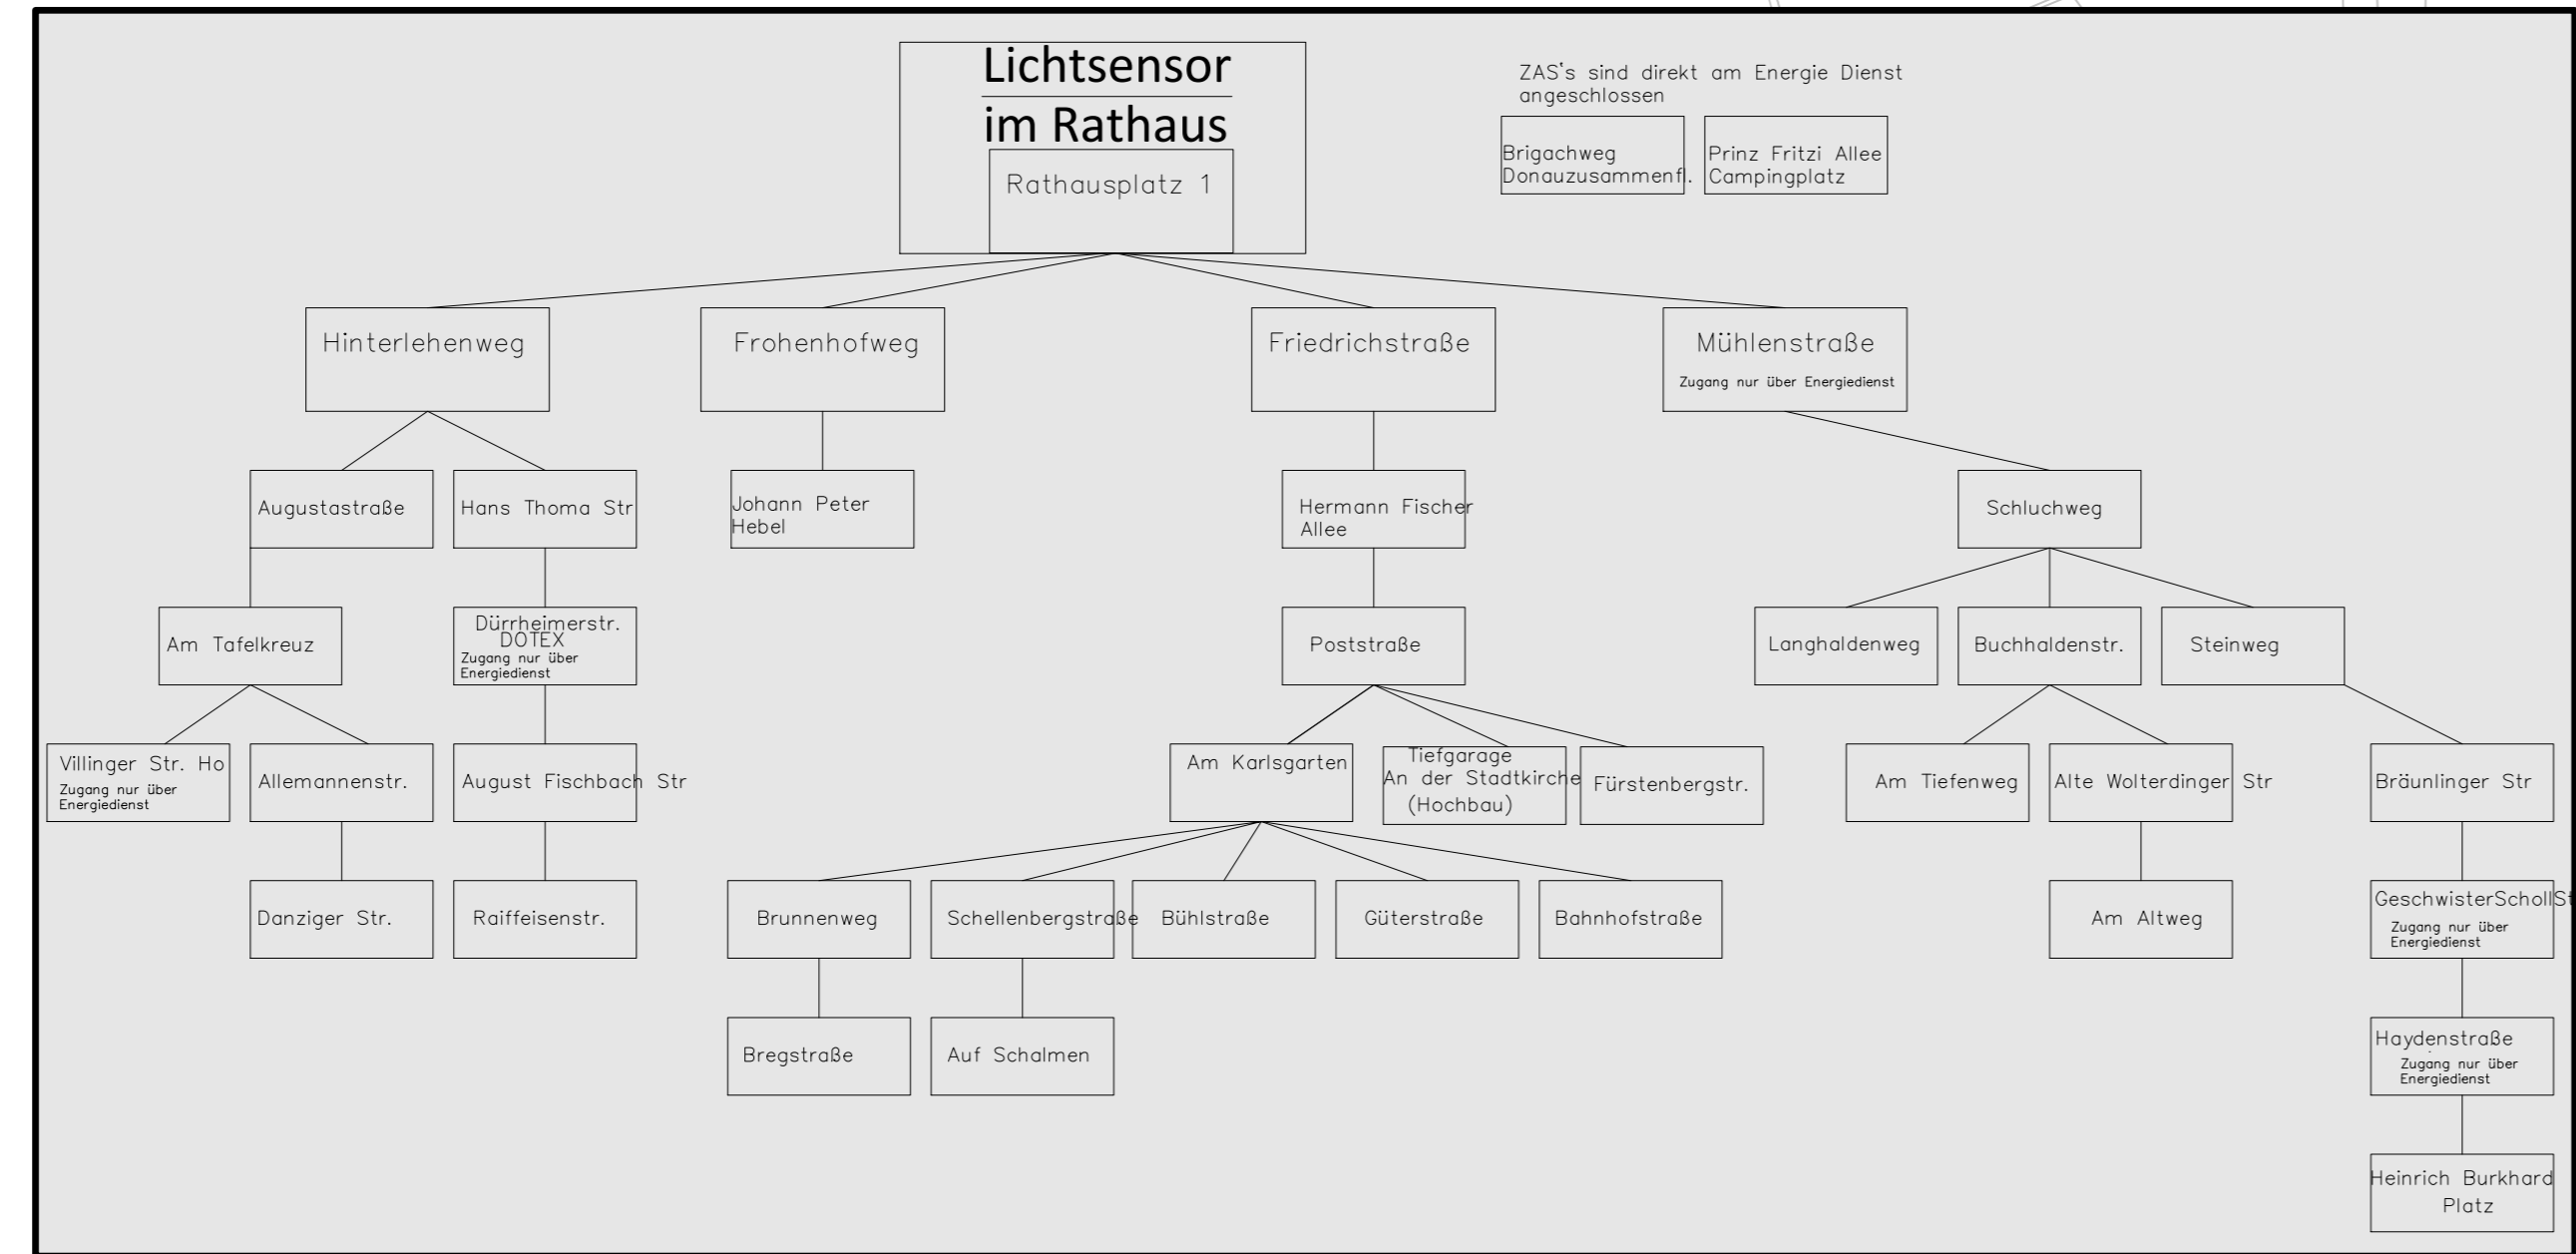 Lichtsensor
im Rathaus
Rathausplatz 1
ZAS's sind direkt am Energie Dienst
angeschlossen
Brigachweg
Donauzusammenfl.
Prinz Fritzi Allee
Campingplatz
Hinterlehenweg
Frohenhofweg
Friedrichstraße
Mühlenstraße
Zugang nur über Energiedienst
Augustastraße
Hans Thoma Str
Johann Peter
Hebel
Hermann Fischer
Allee
Schluchweg
Am Tafelkreuz
Dürrheimerstr.
DOTEX
Zugang nur über
Energiedienst
Poststraße
Langhaldenweg
Buchhaldenstr.
Steinweg
Villinger Str. Ho
Zugang nur über
Energiedienst
Allemannenstr.
August Fischbach Str
Am Karlsgarten
Tiefgarage
An der Stadtkirche
(Hochbau)
Fürstenbergstr.
Am Tiefenweg
Alte Wolterdinger Str
Bräunlinger Str
Danziger Str.
Raiffeisenstr.
Brunnenweg
Schellenbergstraße
Bühlstraße
Güterstraße
Bahnhofstraße
Am Altweg
GeschwisterSchollSt
Zugang nur über
Energiedienst
Bregstraße
Auf Schalmen
Haydenstraße
Zugang nur über
Energiedienst
Heinrich Burkhard
Platz